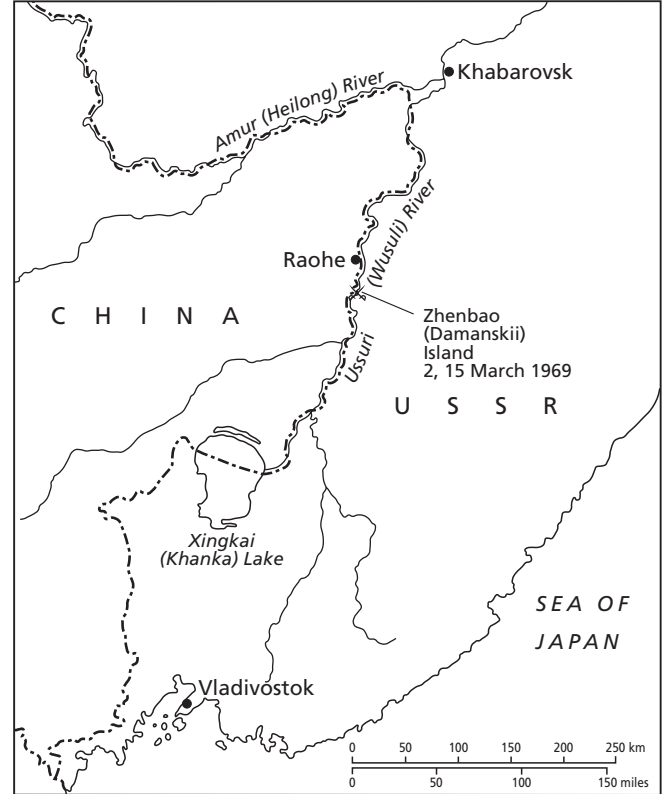 Khabarovsk
Amur (Heilong) River
(Wusuli) River
Raohe
C H I N A
Zhenbao
(Damanskii)
Island
2, 15 March 1969
Ussuri
U S S R
Xingkai
(Khanka) Lake
SEA OF
JAPAN
Vladivostok
0 50 100 150 200 250 km
0 50 100 150 miles